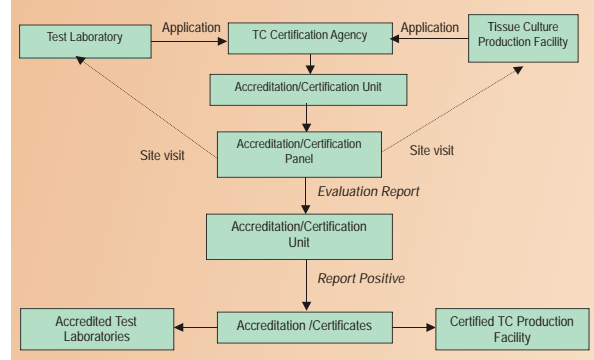 Test Laboratory
Application
TC Certification Agency
Application
Tissue Culture
Production Facility
Accreditation/Certification Unit
Accreditation/Certification
Panel
Site visit
Site visit
Evaluation Report
Accreditation/Certification
Unit
Report Positive
Accredited Test
Laboratories
Accreditation /Certificates
Certified TC Production
Facility